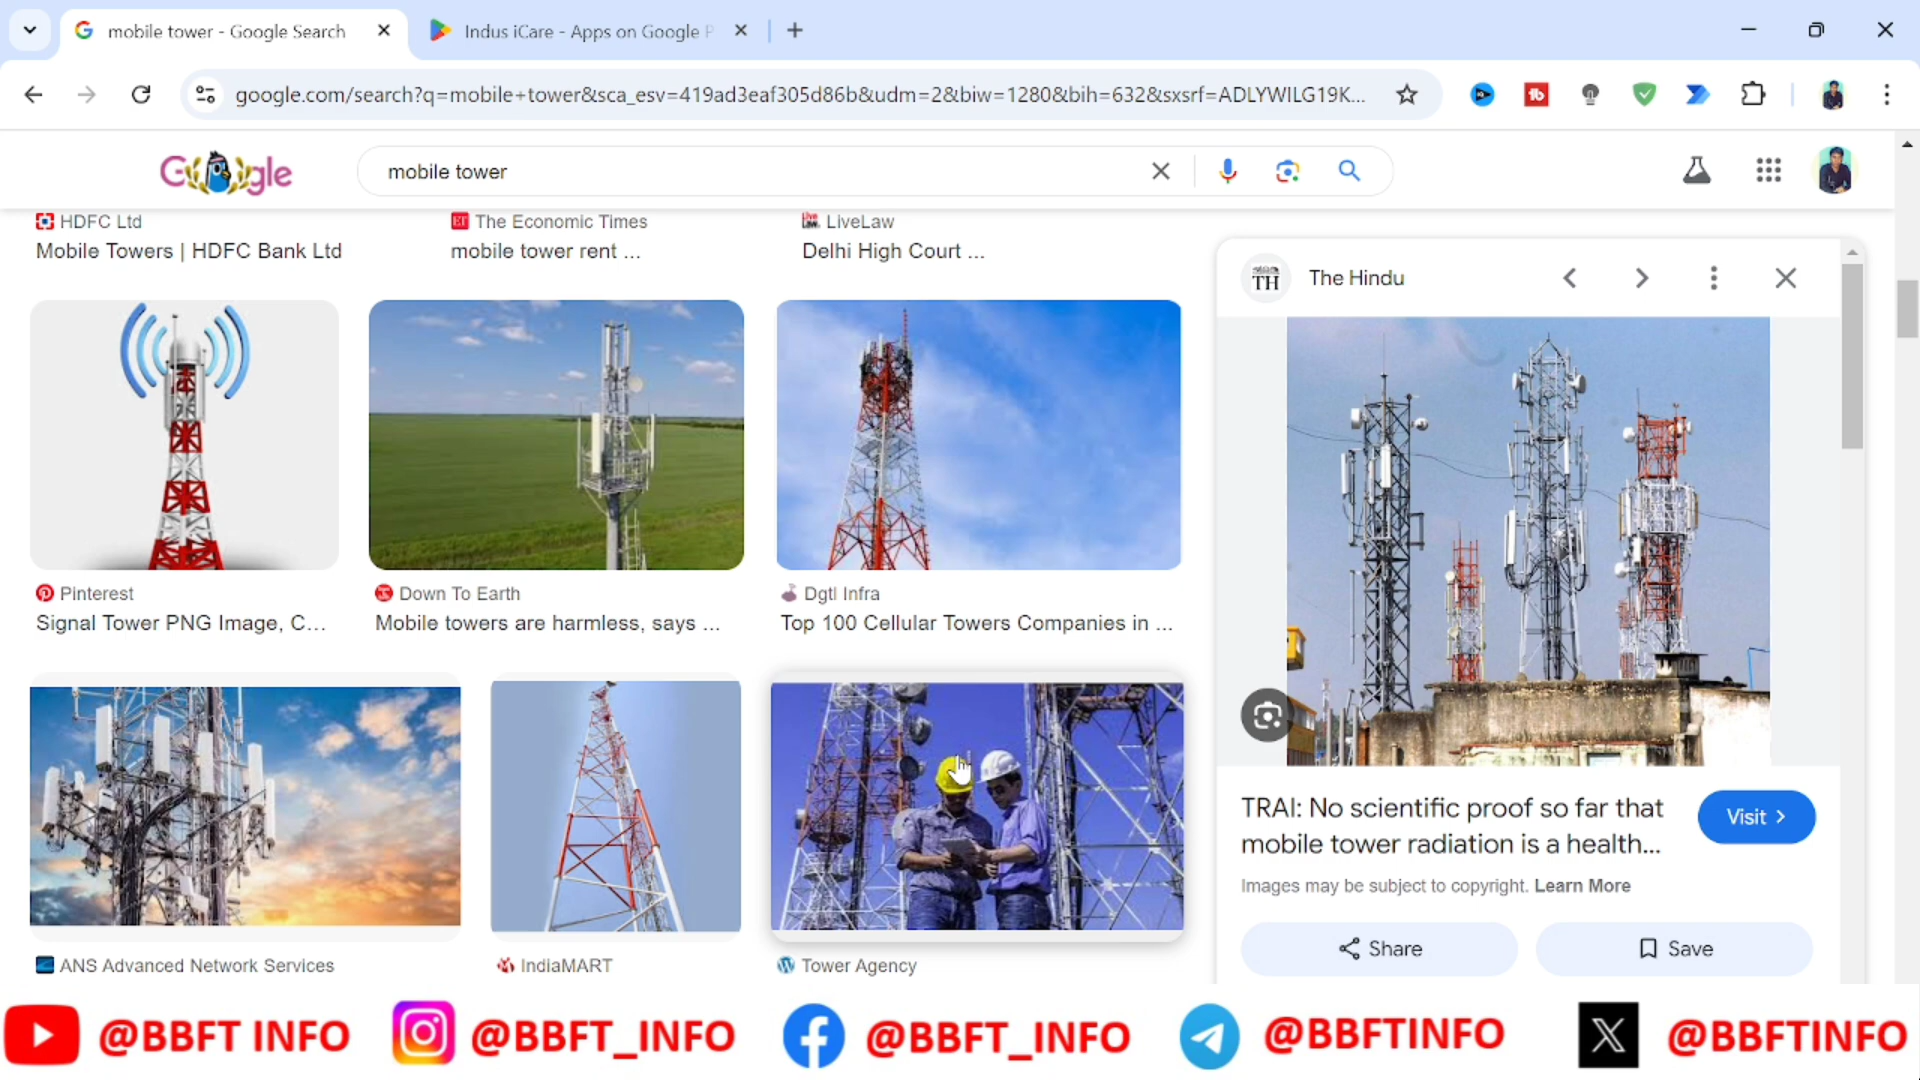 mobile tower - Google Search
Indus iCare - Apps on Google P
google.com/search?q=mobile+tower&sca_esv=419ad3eaf305d86b&udm=2&biw=1280&bih=632&sxsrf=ADLYWILG19K...
Google
mobile tower
HDFC Ltd
Mobile Towers | HDFC Bank Ltd
ET The Economic Times
mobile tower rent ...
LiveLaw
Delhi High Court ...
TH The Hindu
Pinterest
Signal Tower PNG Image, C...
Down To Earth
Mobile towers are harmless, says ...
Dgtl Infra
Top 100 Cellular Towers Companies in ...
TRAI: No scientific proof so far that
mobile tower radiation is a health...
Visit
Images may be subject to copyright. Learn More
Share
Save
ANS Advanced Network Services
IndiaMART
Tower Agency
@BBFT INFO
@BBFT_INFO
@BBFT_INFO
@BBFTINFO
@BBFTINFO